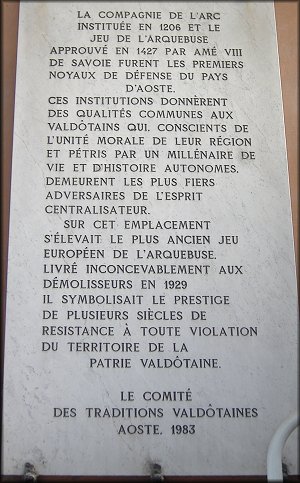 LA COMPAGNIE DE L'ARC
INSTITUÉE EN 1206 ET LE
JEU DE L'ARQUEBUSE
APPROUVÉ EN 1427 PAR AMÉ VIII
DE SAVOIE FURENT LES PREMIERS
NOYAUX DE DÉFENSE DU PAYS
D'AOSTE.
CES INSTITUTIONS DONNÈRENT
DES QUALITÉS COMMUNES AUX
VALDÔTAINS QUI, CONSCIENTS DE
L'UNITÉ MORALE DE LEUR RÉGION
ET PÉTRIS PAR UN MILLÉNAIRE DE
VIE ET D'HISTOIRE AUTONOMES,
DEMEURENT LES PLUS FIERS
ADVERSAIRES DE L'ESPRIT
CENTRALISATEUR.
SUR CET EMPLACEMENT
S'ÉLEVAIT LE PLUS ANCIEN JEU
EUROPÉEN DE L'ARQUEBUSE.
LIVRÉ INCONCEVABLEMENT AUX
DÉMOLISSEURS EN 1929
IL SYMBOLISAIT LE PRESTIGE
DE PLUSIEURS SIÈCLES DE
RESISTANCE À TOUTE VIOLATION
DU TERRITOIRE DE LA
PATRIE VALDÔTAINE.
LE COMITÉ
DES TRADITIONS VALDÔTAINES
AOSTE, 1983